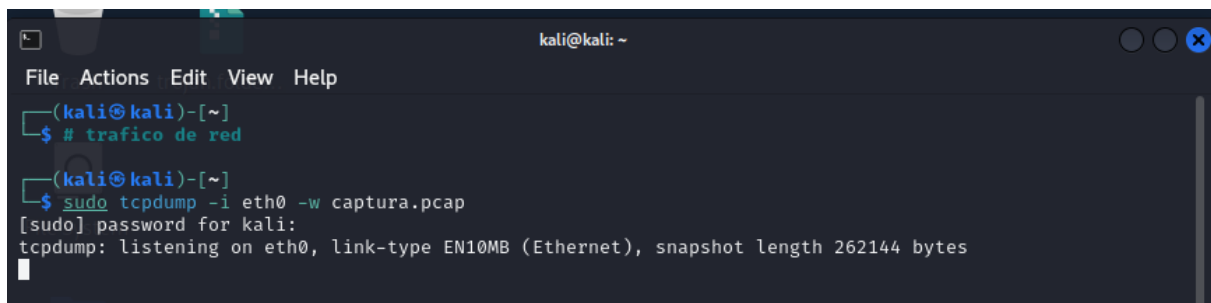 kali@kali: ~
File Actions Edit View Help
┌──(kali㉿kali)-[~]
└─$ # trafico de red
┌──(kali㉿kali)-[~]
└─$ sudo tcpdump -i eth0 -w captura.pcap
[sudo] password for kali:
tcpdump: listening on eth0, link-type EN10MB (Ethernet), snapshot length 262144 bytes